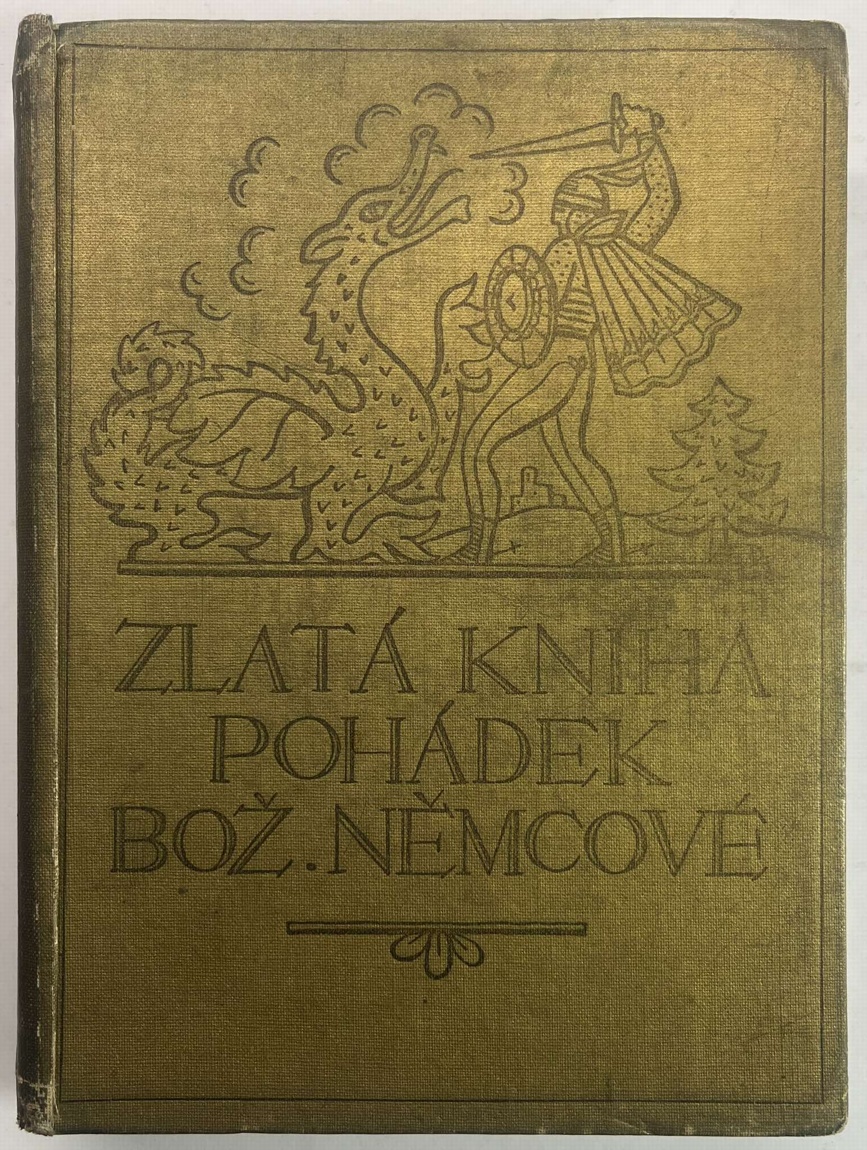 ZLATÁ KNIHA
POHÁDEK
BOŽ. NĚMCOVÉ